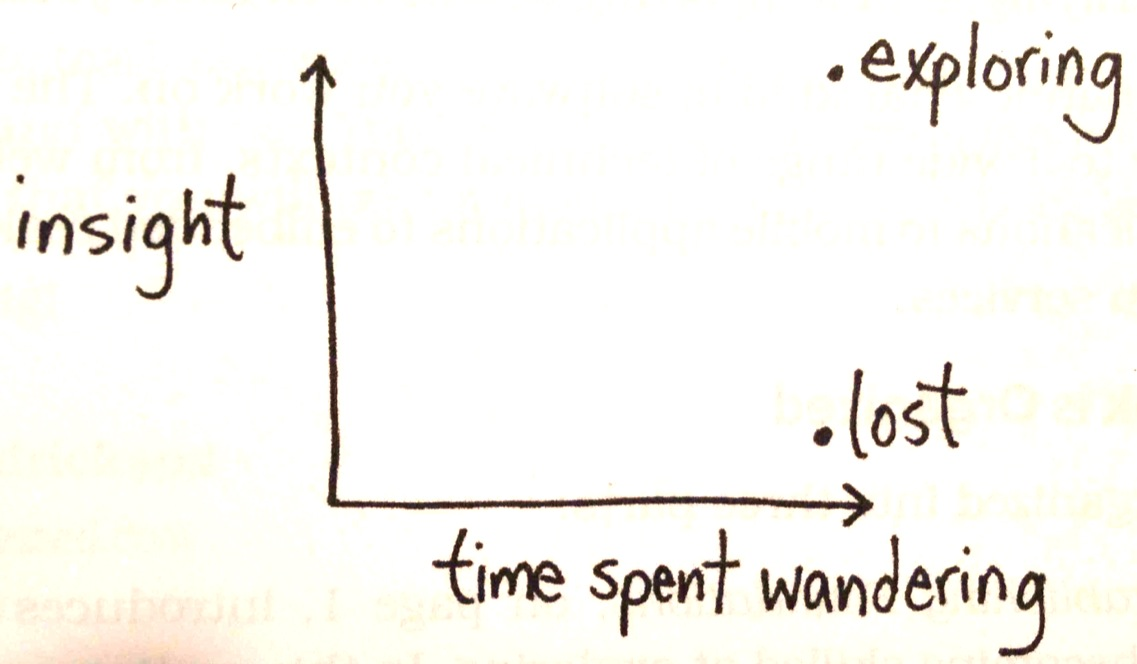 .exploring
insight
.lost
time spent wandering